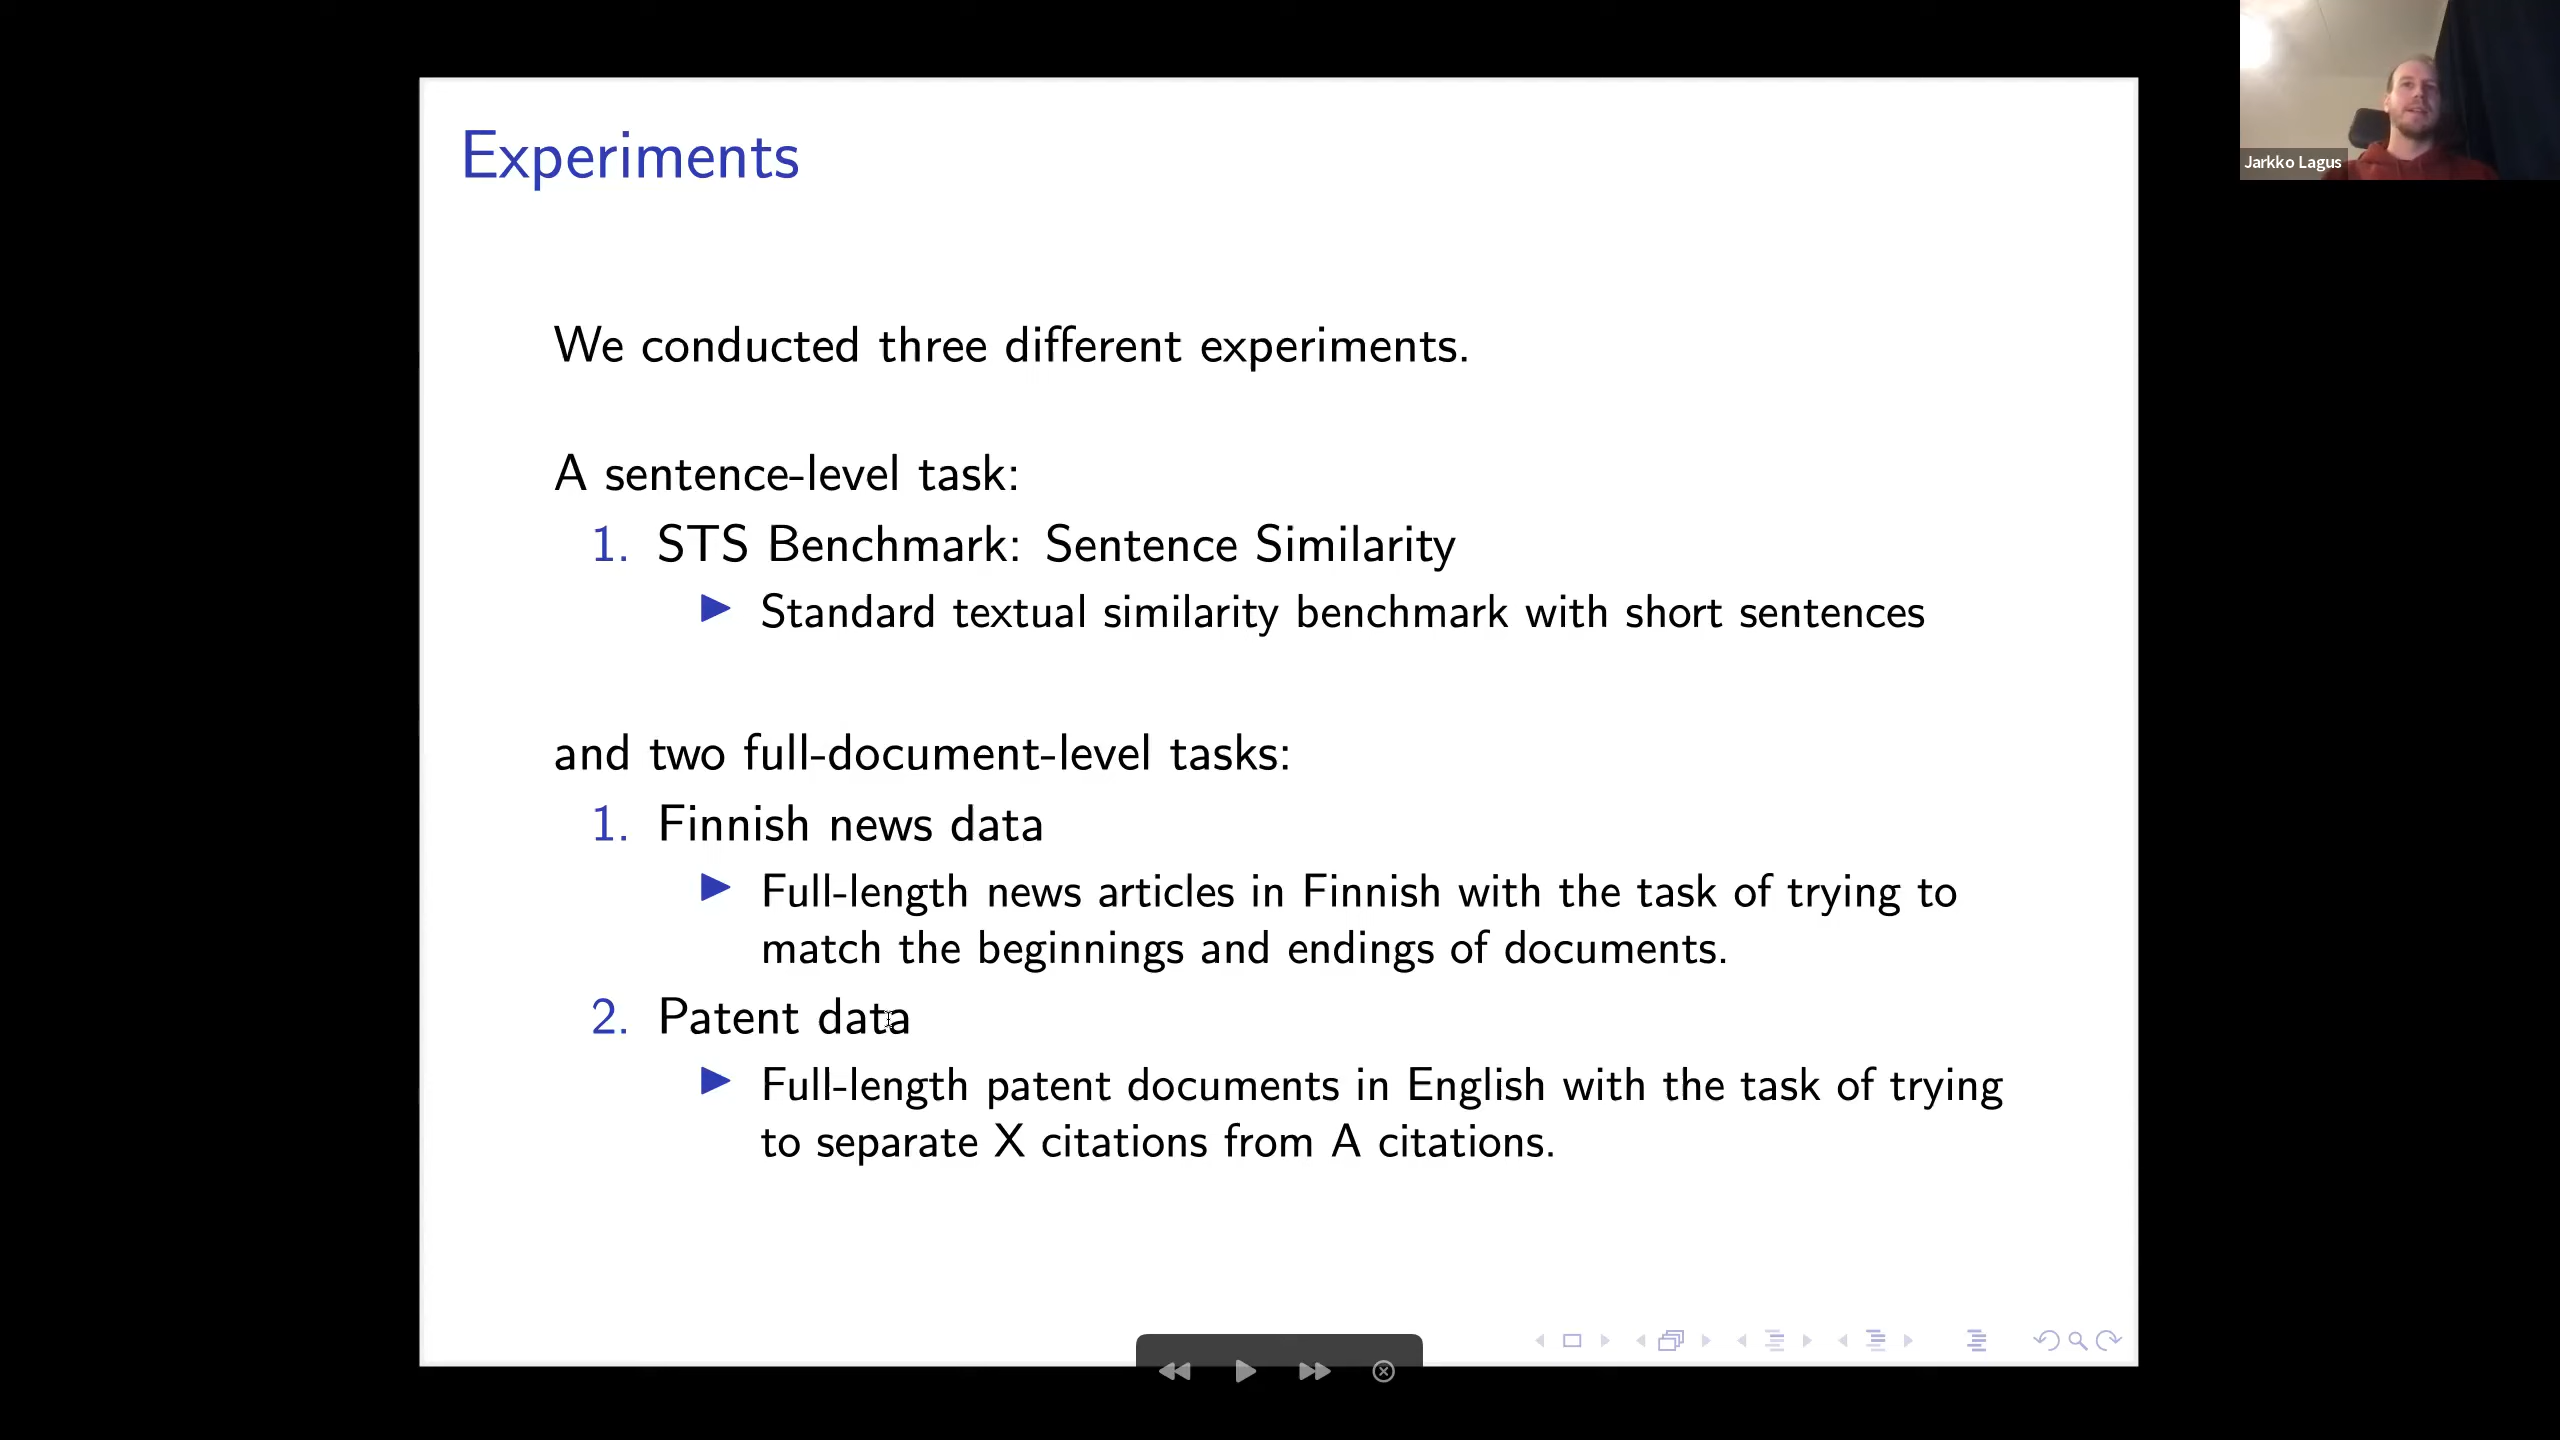 Experiments
Jarkko Lagus
We conducted three different experiments.
A sentence-level task:
1. STS Benchmark: Sentence Similarity
▶ Standard textual similarity benchmark with short sentences
and two full-document-level tasks:
1. Finnish news data
▶ Full-length news articles in Finnish with the task of trying to
match the beginnings and endings of documents.
2. Patent data
▶ Full-length patent documents in English with the task of trying
to separate X citations from A citations.